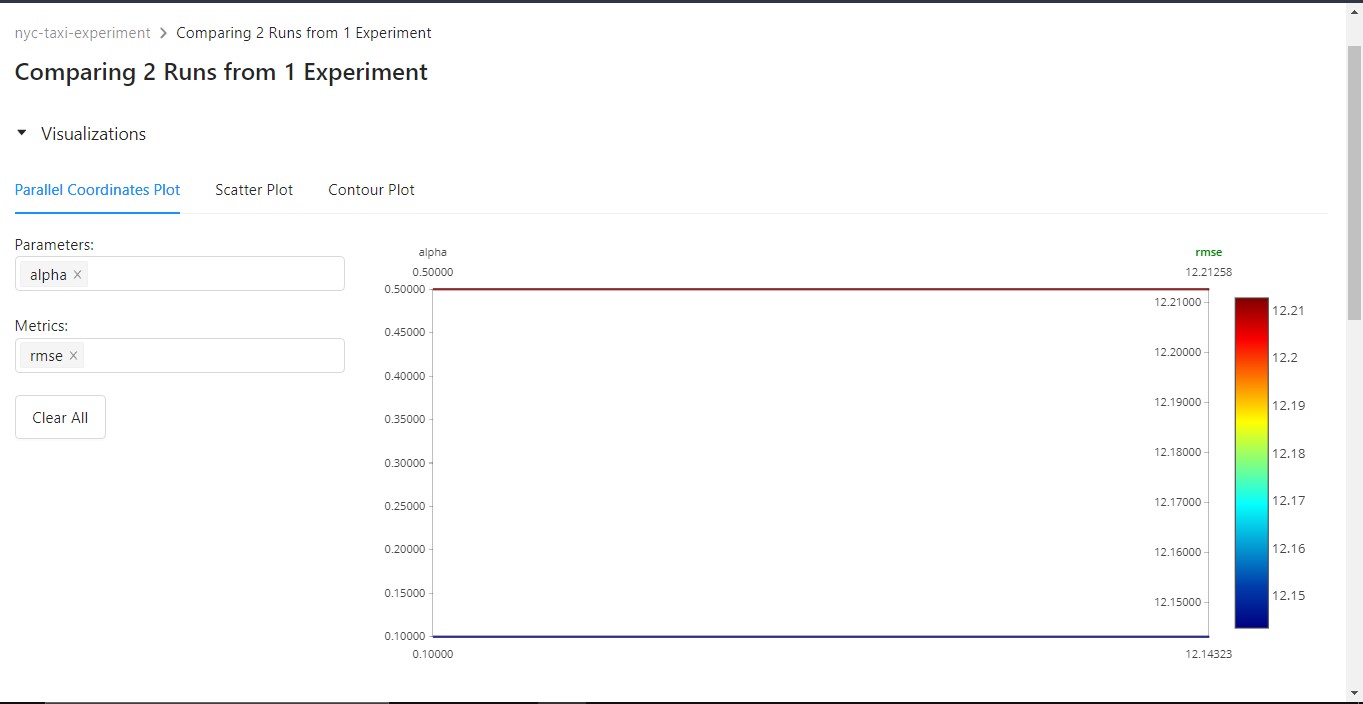 nyc-taxi-experiment > Comparing 2 Runs from 1 Experiment
Comparing 2 Runs from 1 Experiment
Visualizations
Parallel Coordinates Plot Scatter Plot Contour Plot
Parameters:
alpha ×
Metrics:
rmse ×
Clear All
alpha
0.50000
0.50000
0.45000
0.40000
0.35000
0.30000
0.25000
0.20000
0.15000
0.10000
0.10000
rmse
12.21258
12.21000
12.20000
12.19000
12.18000
12.17000
12.16000
12.15000
12.14323
12.21
12.2
12.19
12.18
12.17
12.16
12.15